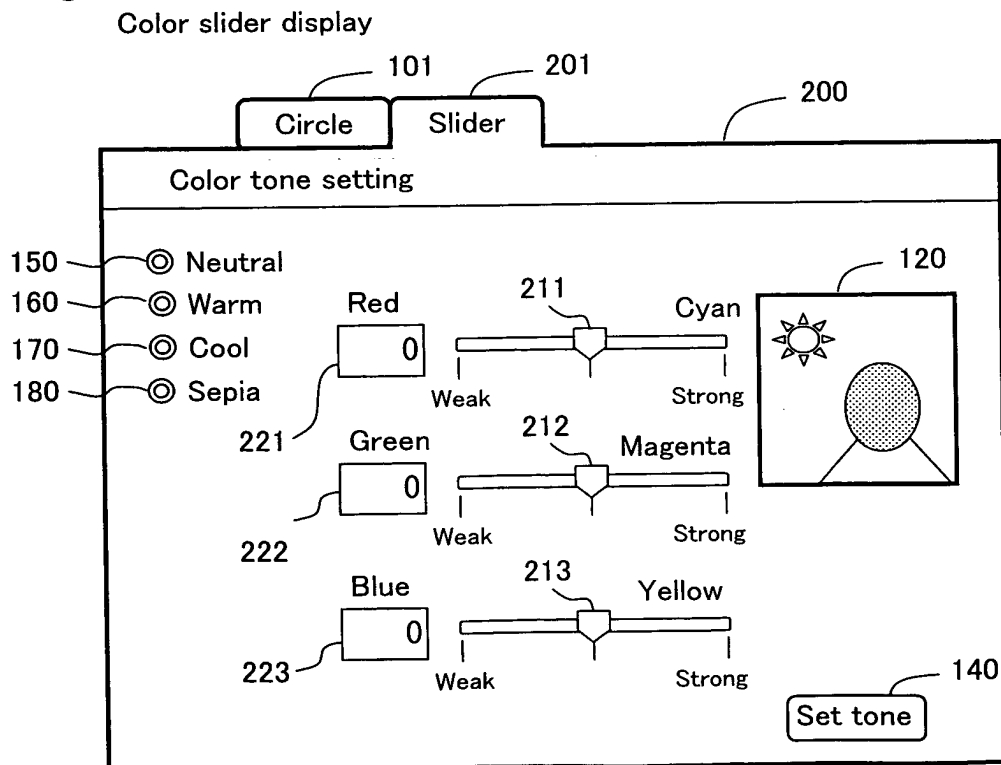 Color slider display
101 201 200
Circle Slider
Color tone setting
150 Neutral
160 Warm
170 Cool
180 Sepia
120
Red 211 Cyan
0
Weak Strong
221
Green 212 Magenta
0
Weak Strong
222
Blue 213 Yellow
0
Weak Strong
223
140
Set tone